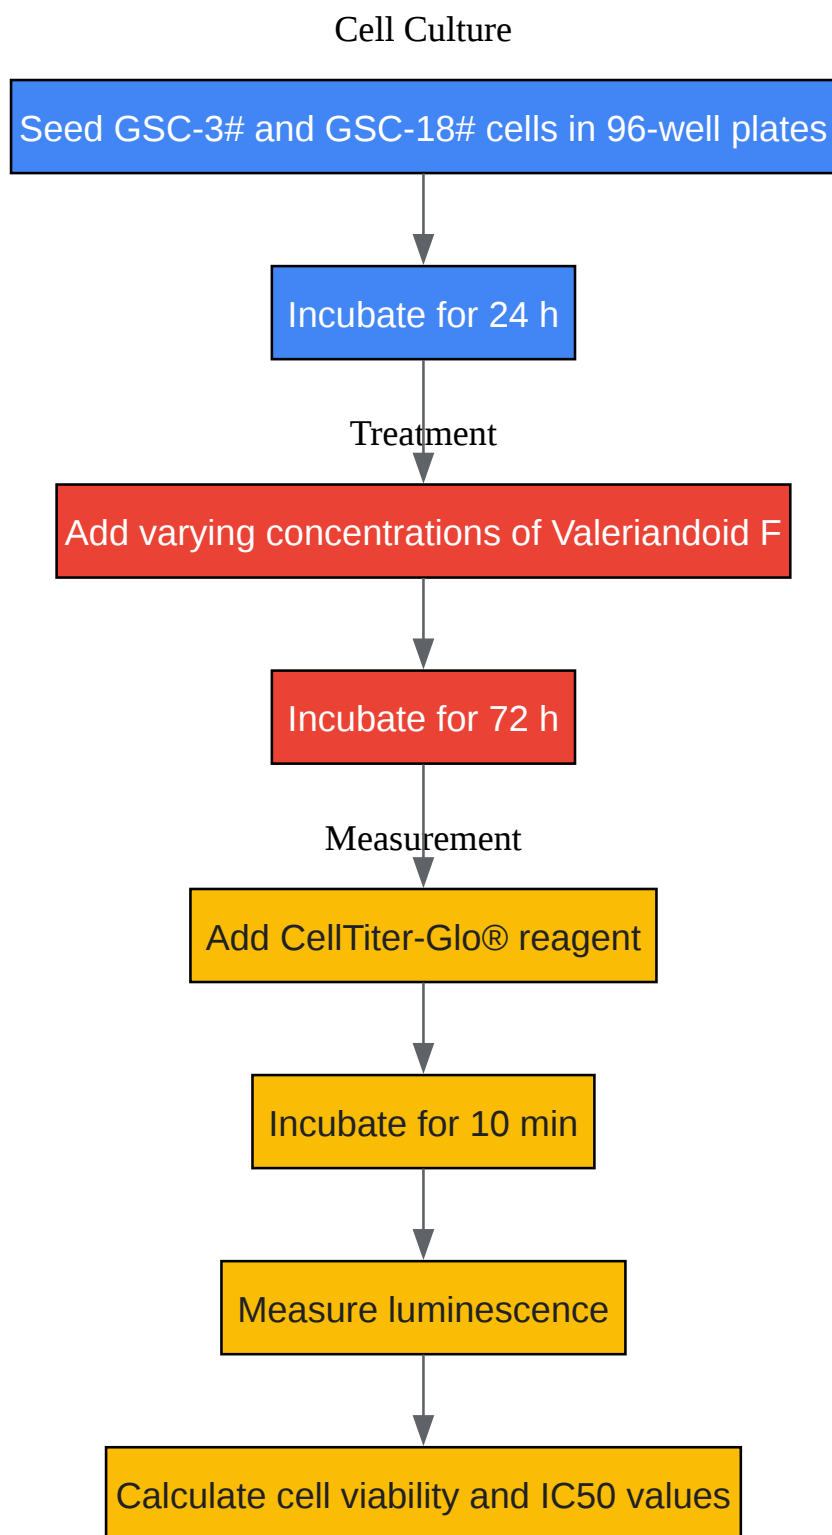 Cell Culture
Seed GSC-3# and GSC-18# cells in 96-well plates
Incubate for 24 h
Treatment
Add varying concentrations of Valeriandoid F
Incubate for 72 h
Measurement
Add CellTiter-Glo® reagent
Incubate for 10 min
Measure luminescence
Calculate cell viability and IC50 values